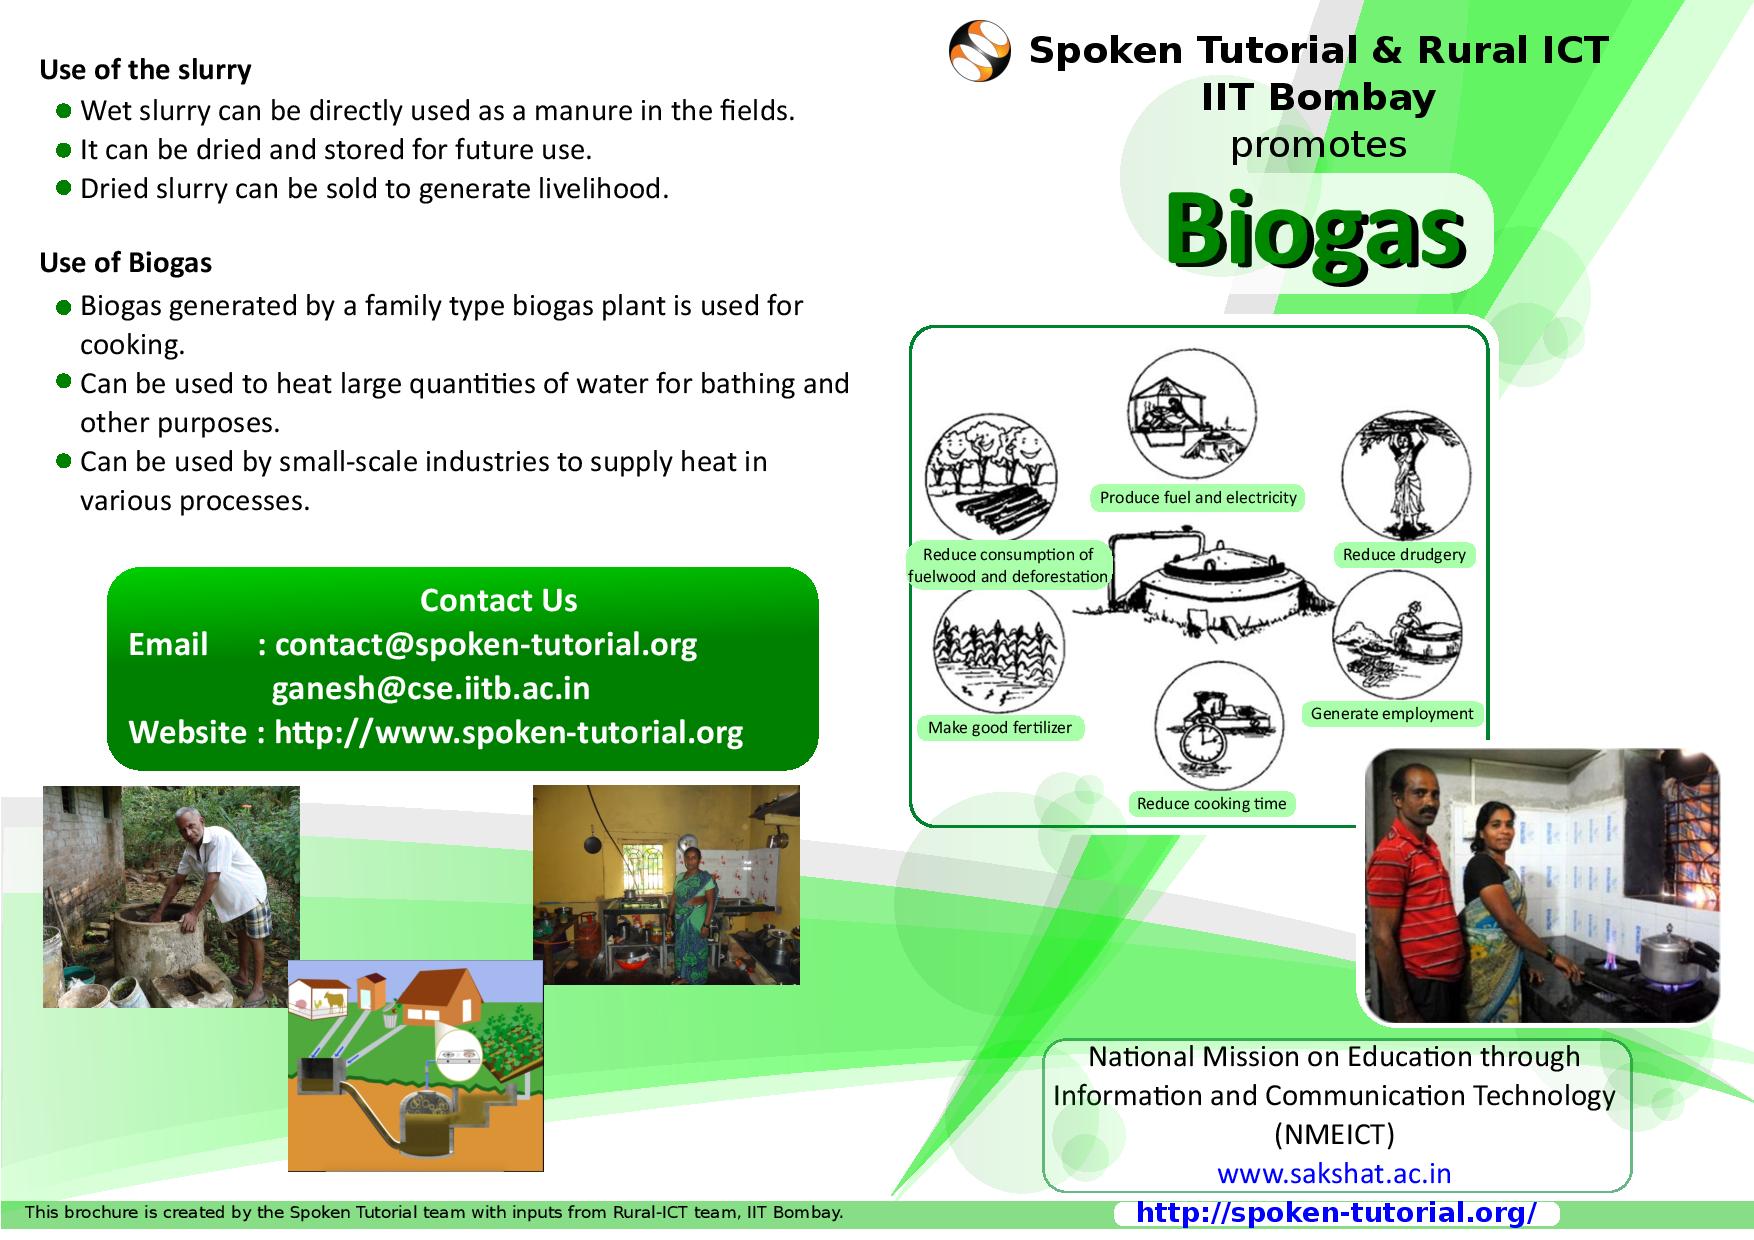 Use of the slurry
Wet slurry can be directly used as a manure in the fields.
It can be dried and stored for future use.
Dried slurry can be sold to generate livelihood.
Use of Biogas
Biogas generated by a family type biogas plant is used for
cooking.
Can be used to heat large quantities of water for bathing and
other purposes.
Can be used by small-scale industries to supply heat in
various processes.
Contact Us
Email : contact@spoken-tutorial.org
ganesh@cse.iitb.ac.in
Website : http://www.spoken-tutorial.org
This brochure is created by the Spoken Tutorial team with inputs from Rural-ICT team, IIT Bombay.
Spoken Tutorial & Rural ICT
IIT Bombay
promotes
Biogas
Produce fuel and electricity
Reduce consumption of
fuelwood and deforestation
Reduce drudgery
Make good fertilizer
Generate employment
Reduce cooking time
National Mission on Education through
Information and Communication Technology
(NMEICT)
www.sakshat.ac.in
http://spoken-tutorial.org/